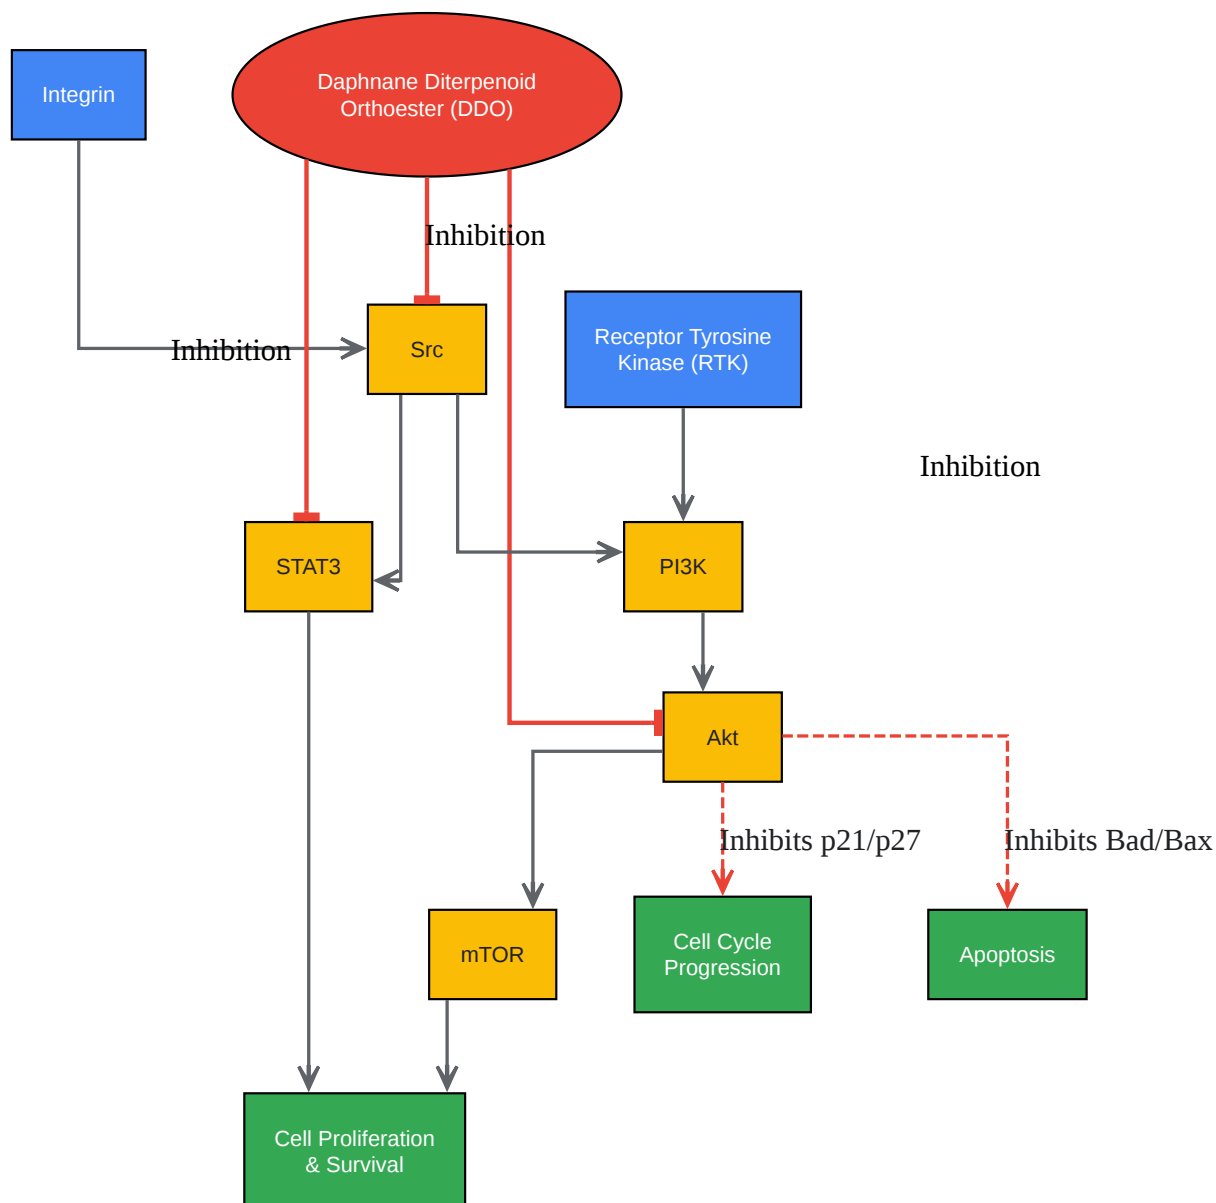 Integrin
Daphnane Diterpenoid
Orthoester (DDO)
Inhibition
Inhibition
Src
Receptor Tyrosine
Kinase (RTK)
Inhibition
STAT3
PI3K
Akt
Inhibits p21/p27
Inhibits Bad/Bax
mTOR
Cell Cycle
Progression
Apoptosis
Cell Proliferation
& Survival